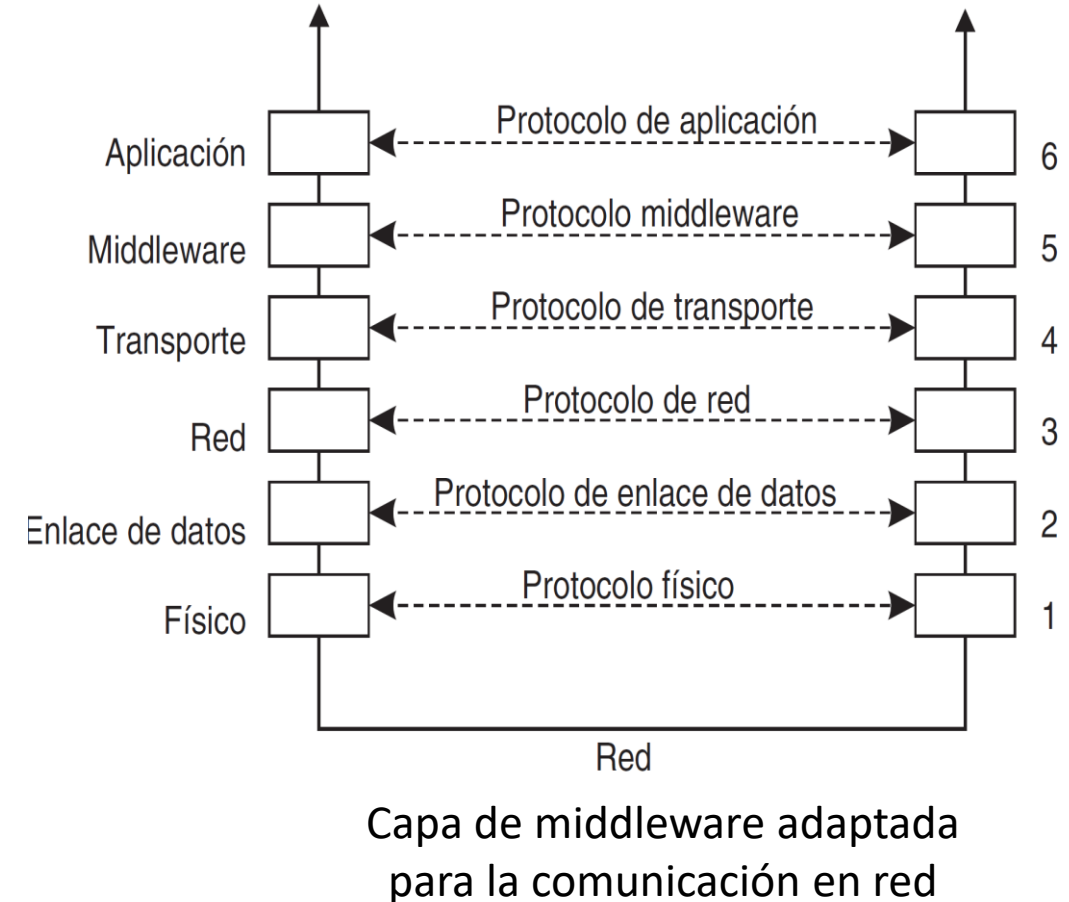 Aplicación Protocolo de aplicación 6
Middleware Protocolo middleware 5
Transporte Protocolo de transporte 4
Red Protocolo de red 3
Enlace de datos Protocolo de enlace de datos 2
Físico Protocolo físico 1
Red
Capa de middleware adaptada
para la comunicación en red